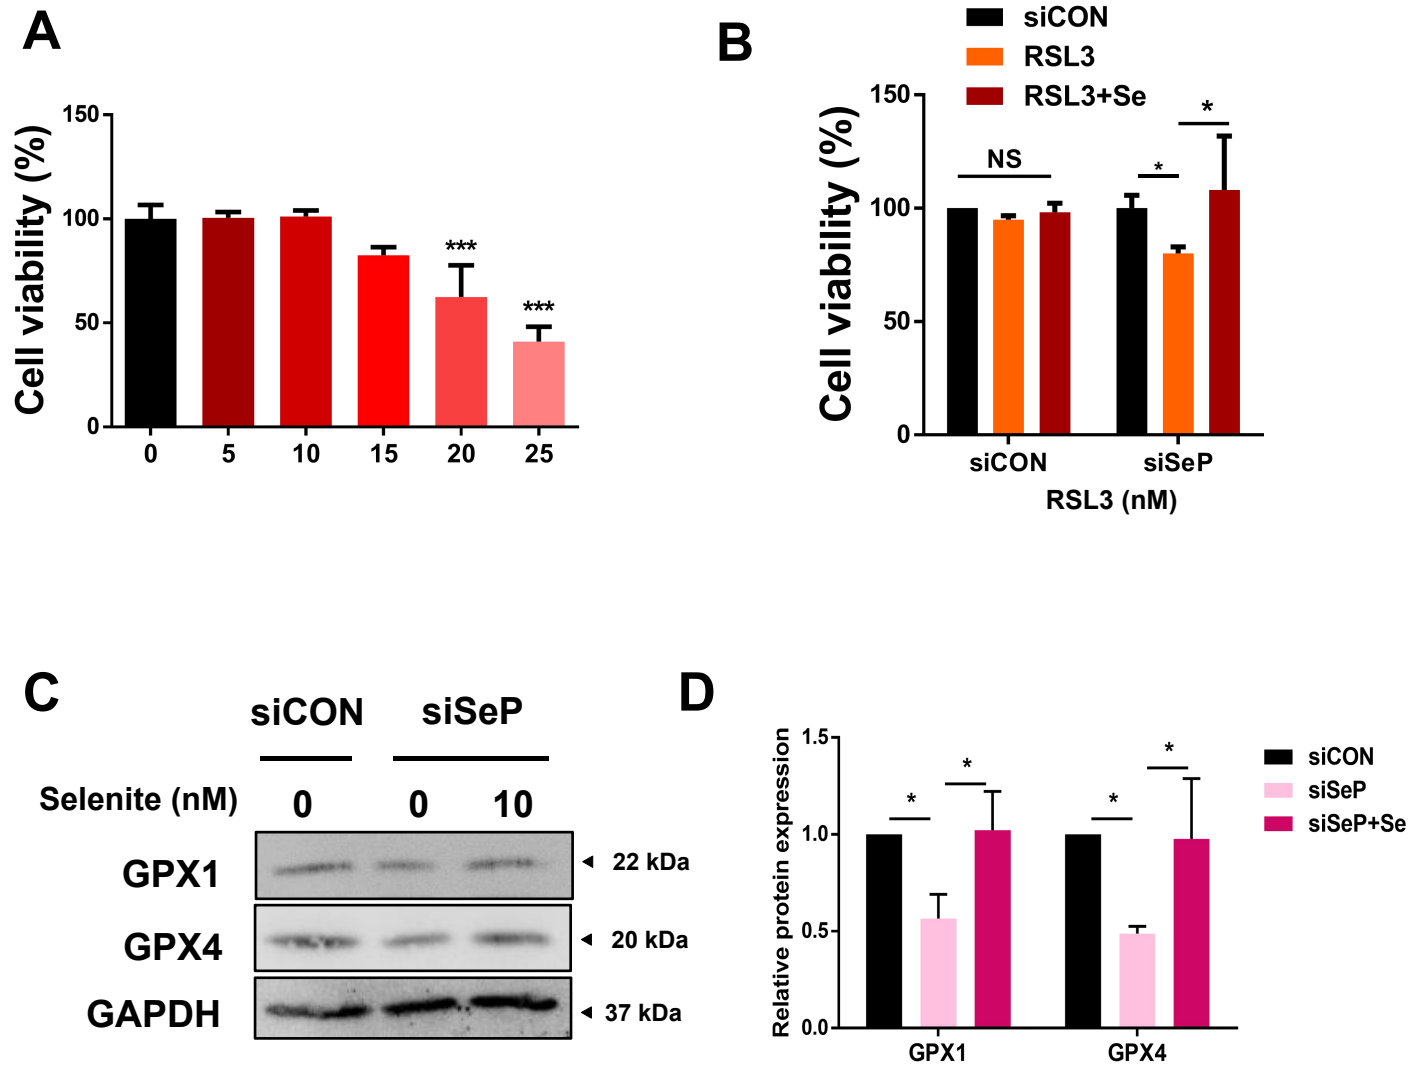 A
150
100
50
0
Cell viability (%)
***
***
0 5 10 15 20 25
B
siCON
RSL3
RSL3+Se
150
100
50
0
Cell viability (%)
NS
*
*
siCON siSeP
RSL3 (nM)
C
siCON siSeP
Selenite (nM) 0 0 10
GPX1 22 kDa
GPX4 20 kDa
GAPDH 37 kDa
D
1.5
1.0
0.5
0.0
Relative protein expression
* * * *
GPX1 GPX4
siCON
siSeP
siSeP+Se